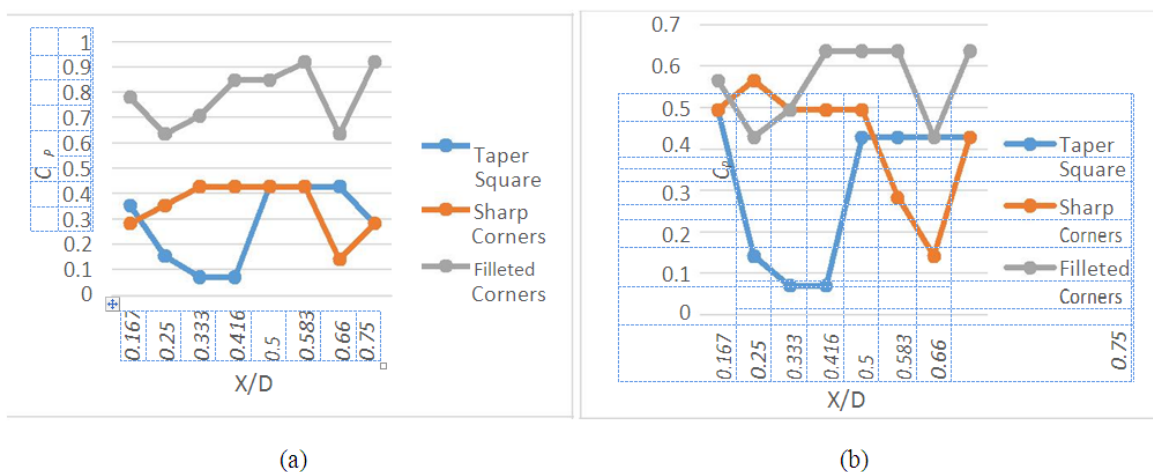 1
0.9
0.8
0.7
0.6
0.5
0.4
0.3
0.2
0.1
0
C p
0.167
0.25
0.333
0.416
0.5
0.583
0.66
0.75
X/D
Taper
Square
Sharp
Corners
Filleted
Corners
(a)
0.7
0.6
0.5
0.4
0.3
0.2
0.1
0
Cp
0.167
0.25
0.333
0.416
0.5
0.583
0.66
0.75
X/D
Taper
Square
Sharp
Corners
Filleted
Corners
(b)